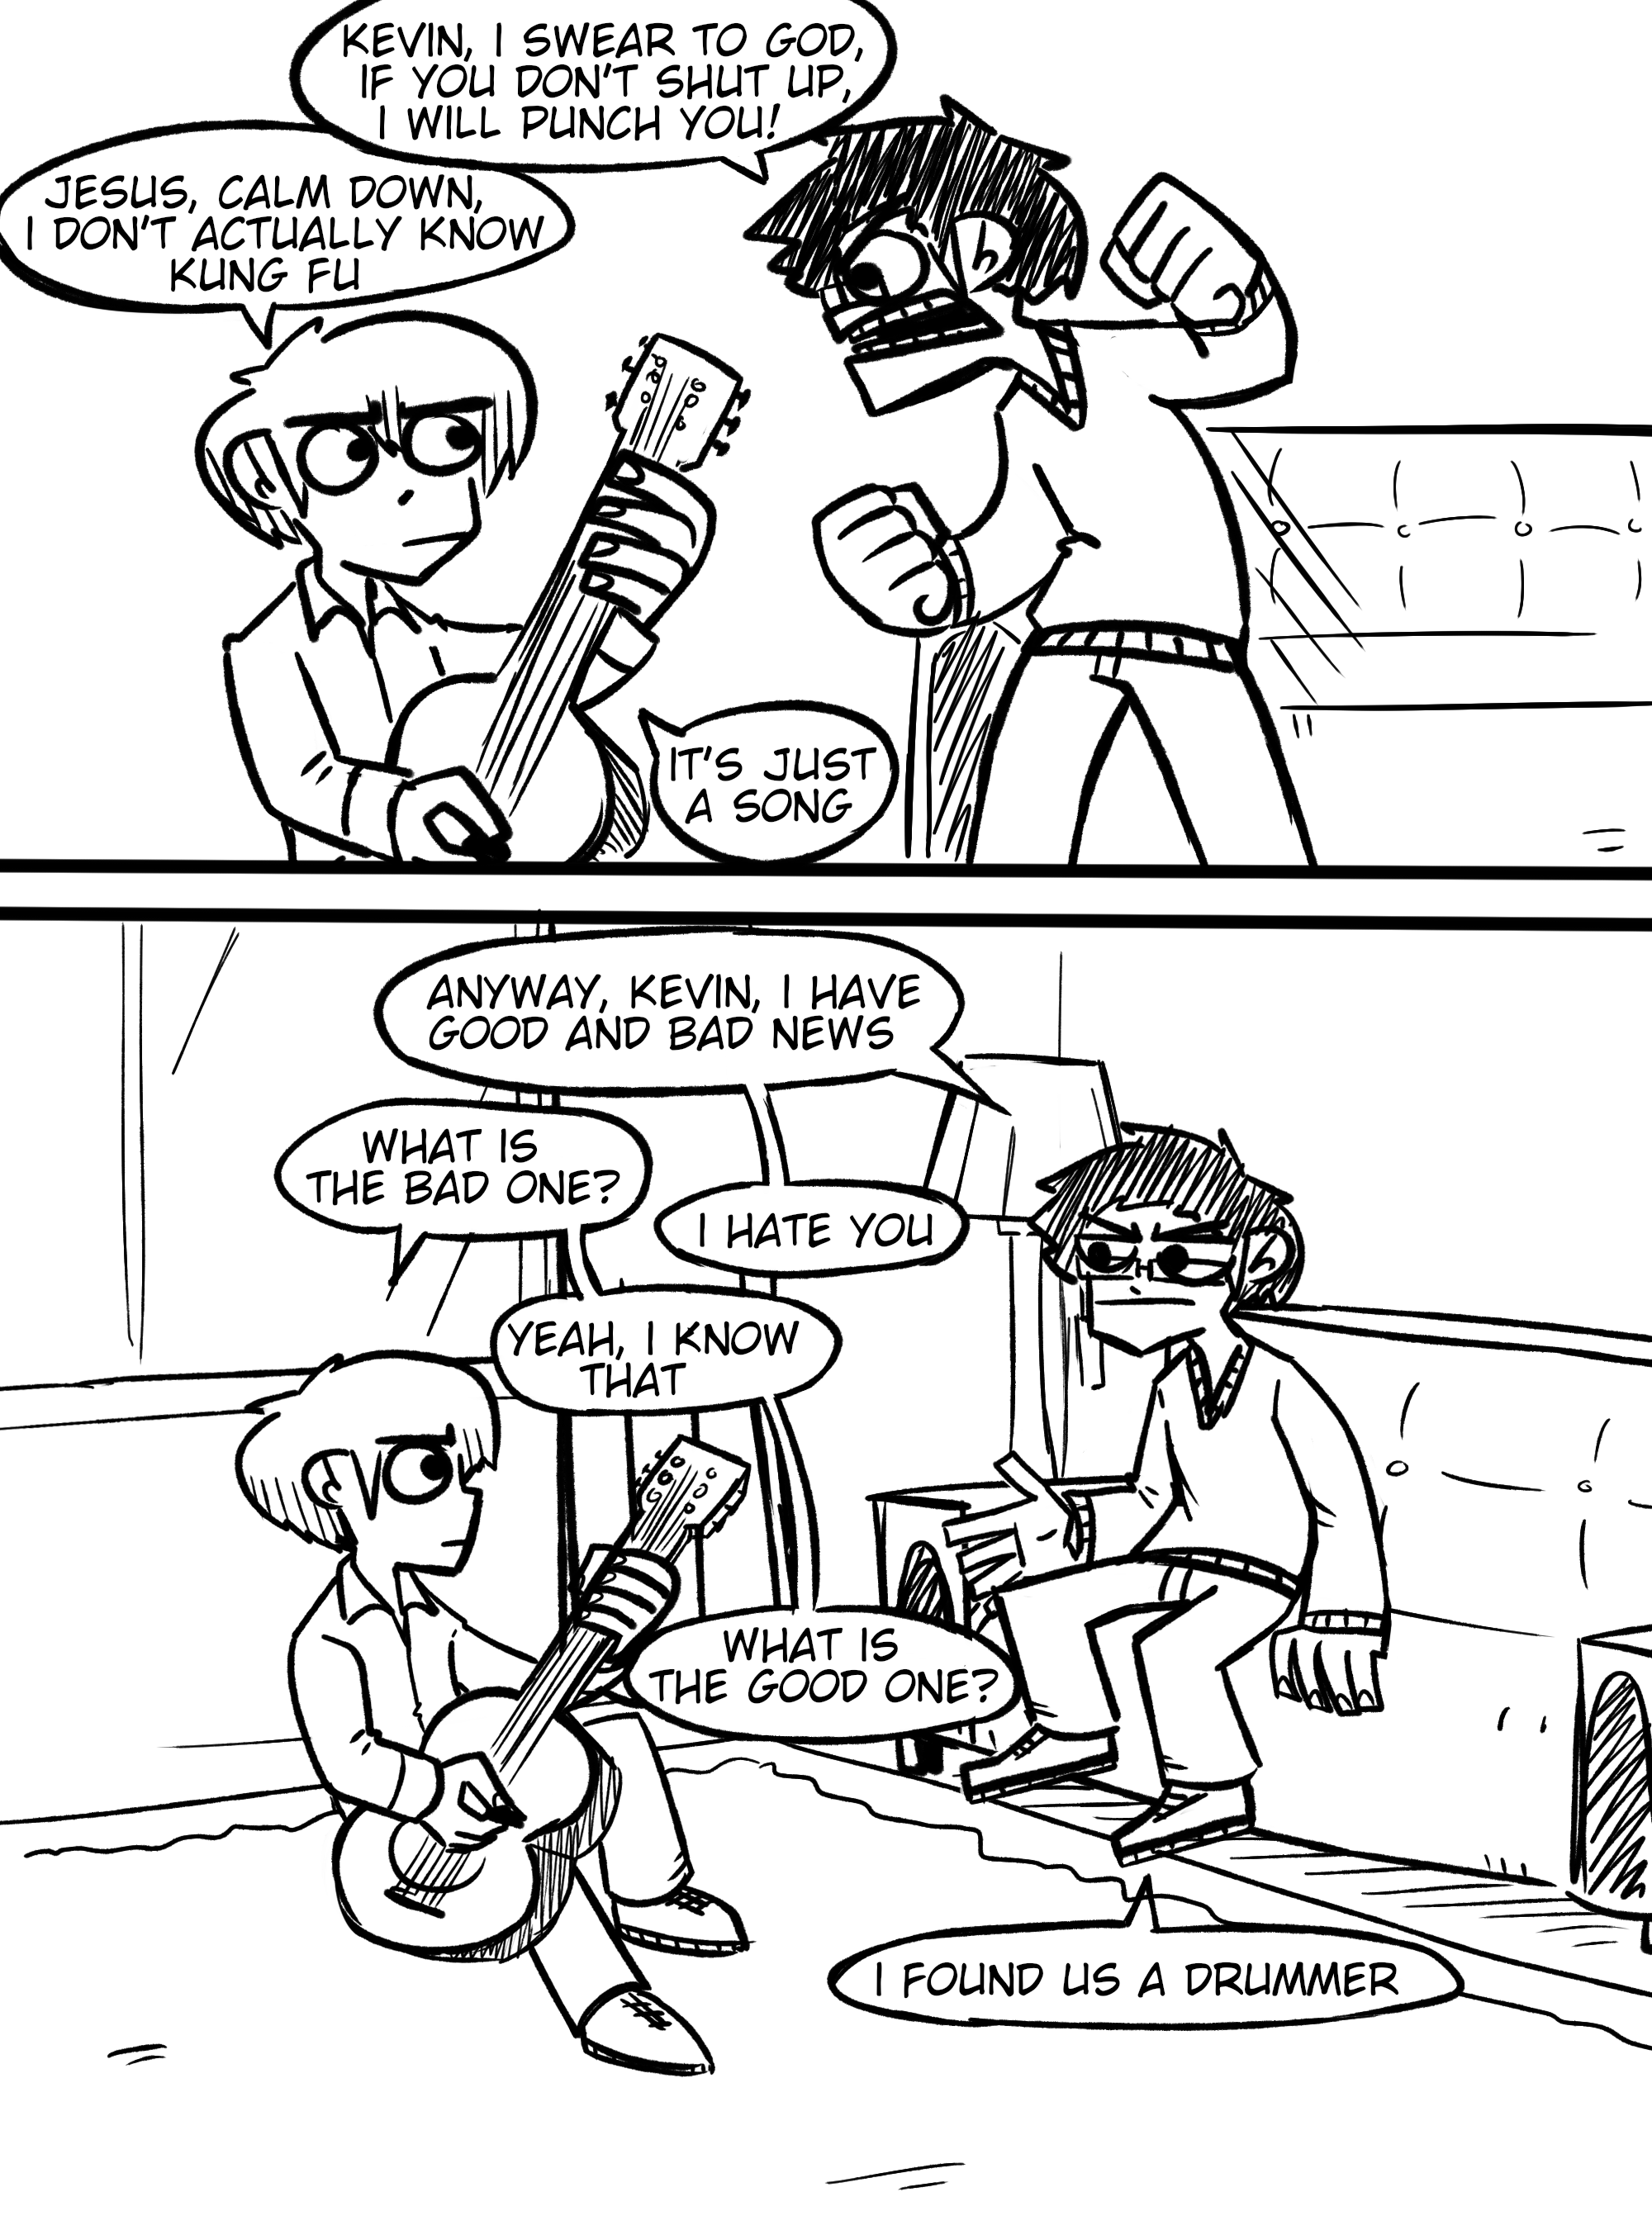 KEVIN, I SWEAR TO GOD,
IF YOU DON'T SHUT UP,
I WILL PUNCH YOU!
JESUS, CALM DOWN,
I DON'T ACTUALLY KNOW
KUNG FU
IT'S JUST
A SONG
ANYWAY, KEVIN, I HAVE
GOOD AND BAD NEWS
WHAT IS
THE BAD ONE?
I HATE YOU
YEAH, I KNOW
THAT
WHAT IS
THE GOOD ONE?
I FOUND US A DRUMMER